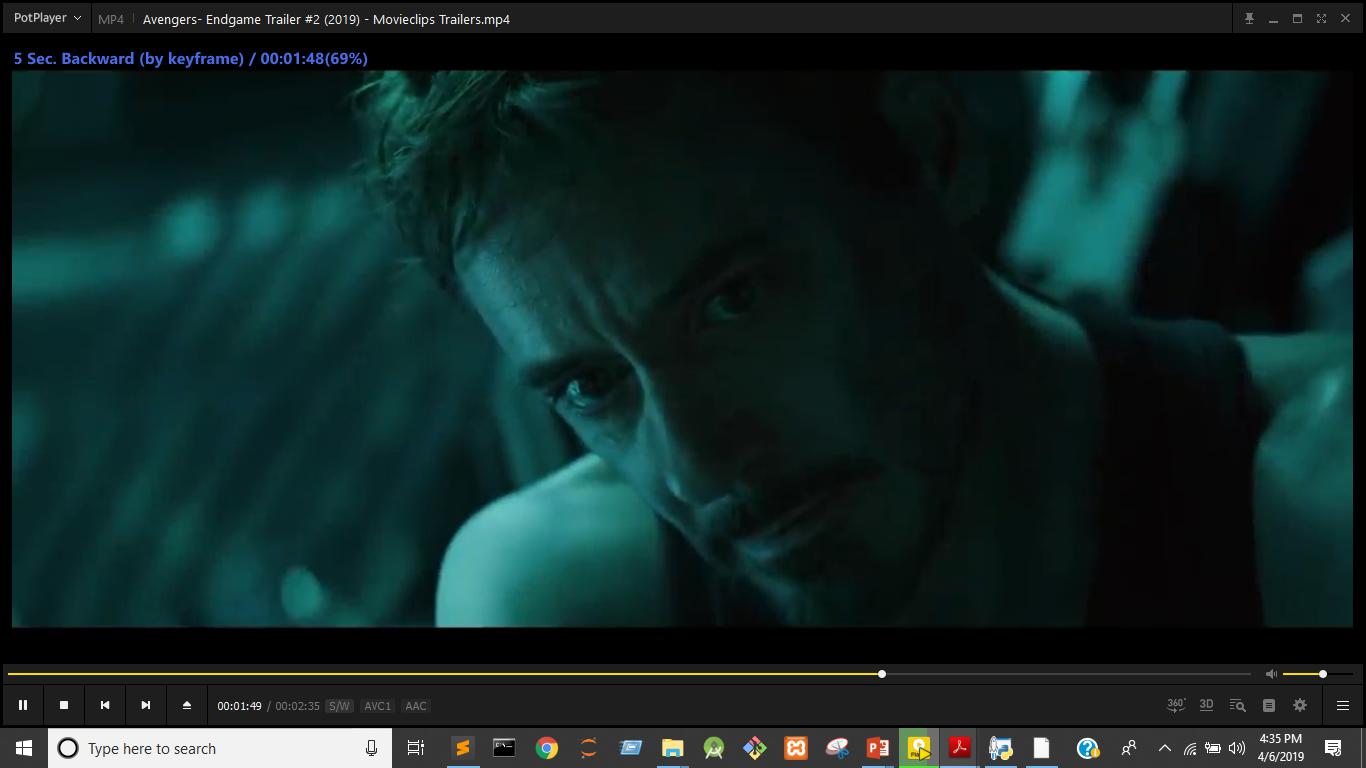 PotPlayer MP4 Avengers- Endgame Trailer #2 (2019) - Movieclips Trailers.mp4
5 Sec. Backward (by keyframe) / 00:01:48(69%)
00:01:49 / 00:02:35 S/W AVC1 AAC 360° 3D
Type here to search
4:35 PM
4/6/2019